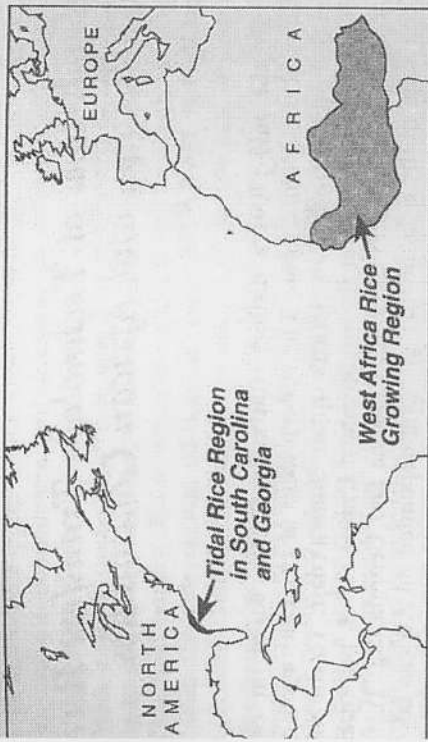 NORTH
AMERICA
EUROPE
AFRICA
Tidal Rice Region
in South Carolina
and Georgia
West Africa Rice
Growing Region